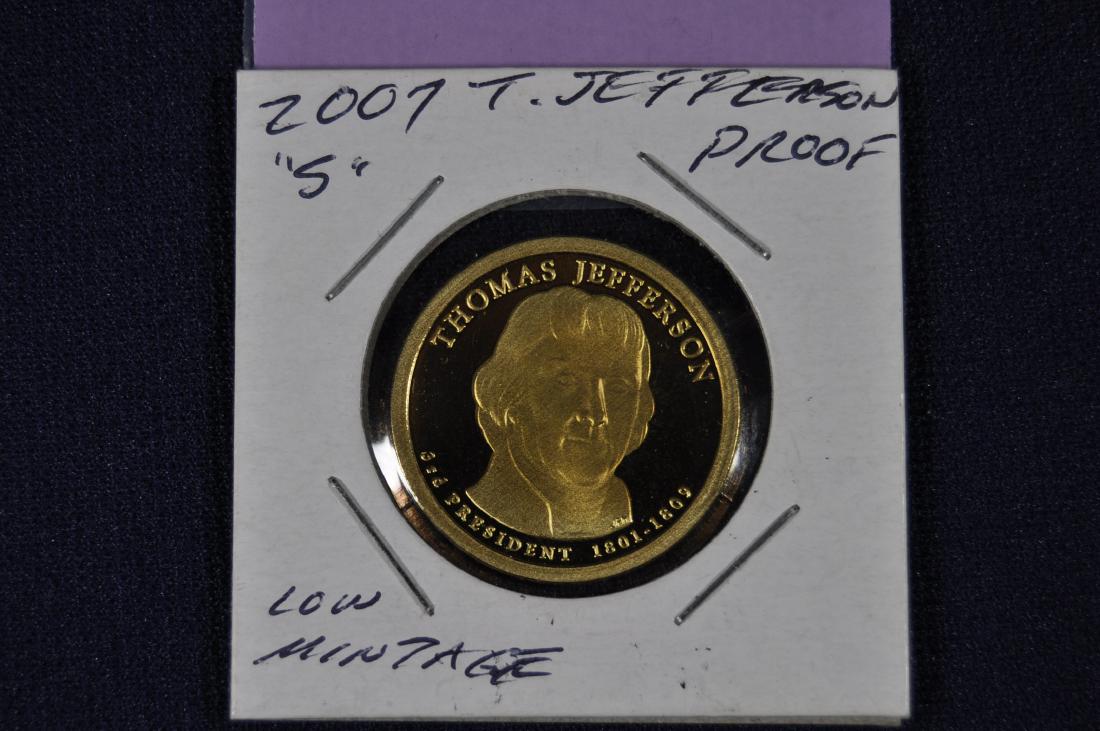 2007 T. JEFFERSON
"S" PROOF
THOMAS JEFFERSON
3rd PRESIDENT 1801-1809
LOW
MINTAGE